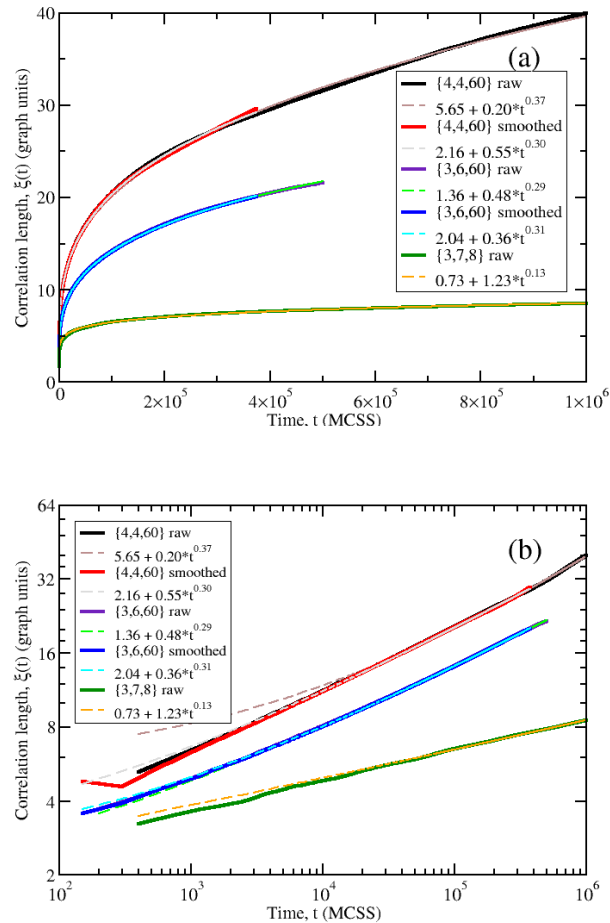 40
30
20
10
0
Correlation length, ξ(t) (graph units)
(a)
{4,4,60} raw
5.65 + 0.20*t^0.37
{4,4,60} smoothed
2.16 + 0.55*t^0.30
{3,6,60} raw
1.36 + 0.48*t^0.29
{3,6,60} smoothed
2.04 + 0.36*t^0.31
{3,7,8} raw
0.73 + 1.23*t^0.13
0 2×10^5 4×10^5 6×10^5 8×10^5 1×10^6
Time, t (MCSS)
64
32
16
8
4
2
Correlation length, ξ(t) (graph units)
(b)
{4,4,60} raw
5.65 + 0.20*t^0.37
{4,4,60} smoothed
2.16 + 0.55*t^0.30
{3,6,60} raw
1.36 + 0.48*t^0.29
{3,6,60} smoothed
2.04 + 0.36*t^0.31
{3,7,8} raw
0.73 + 1.23*t^0.13
10^2 10^3 10^4 10^5 10^6
Time, t (MCSS)